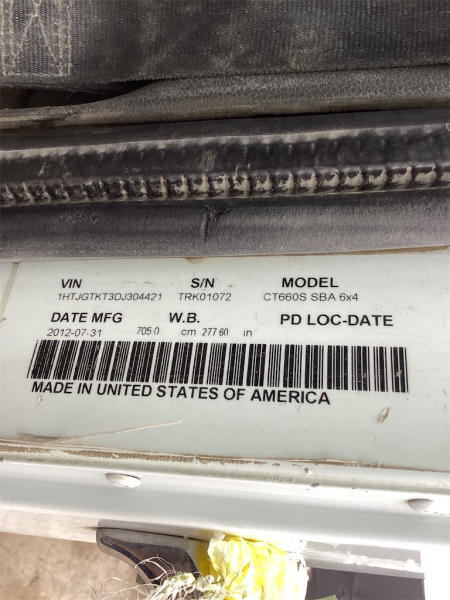 VIN S/N MODEL
1HTJGTKT3DJ304421 TRK01072 CT660S SBA 6x4
DATE MFG W.B. PD LOC-DATE
2012-07-31 705 0 cm 277 60 in
MADE IN UNITED STATES OF AMERICA